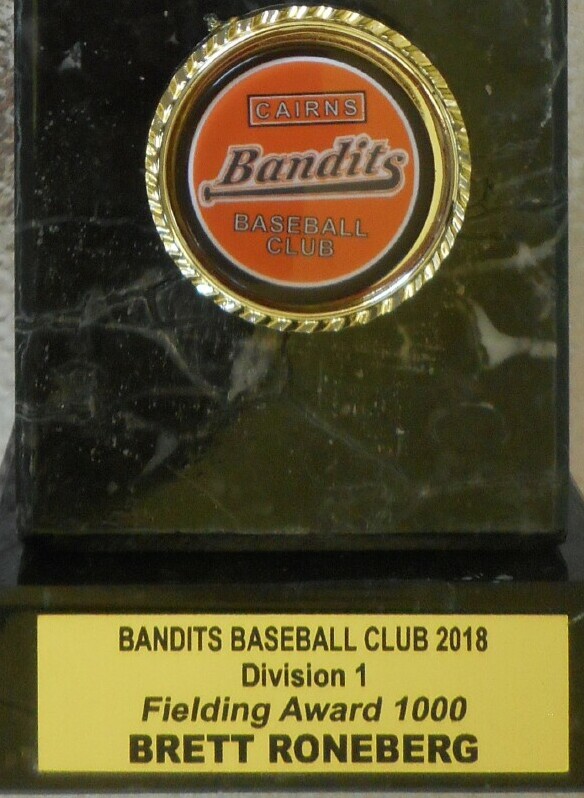 CAIRNS
Bandits
BASEBALL
CLUB
BANDITS BASEBALL CLUB 2018
Division 1
Fielding Award 1000
BRETT RONEBERG